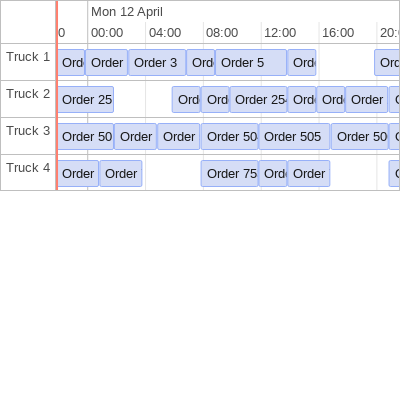 Mon 12 April
0 00:00 04:00 08:00 12:00 16:00 20:
Truck 1 Ord Order Order 3 Ord Order 5 Ord Ord
Truck 2 Order 25 Ord Ord Order 25 Ord Ord Order
Truck 3 Order 50 Order Order Order 50 Order 505 Order 50
Truck 4 Order Order Order 75 Ord Order